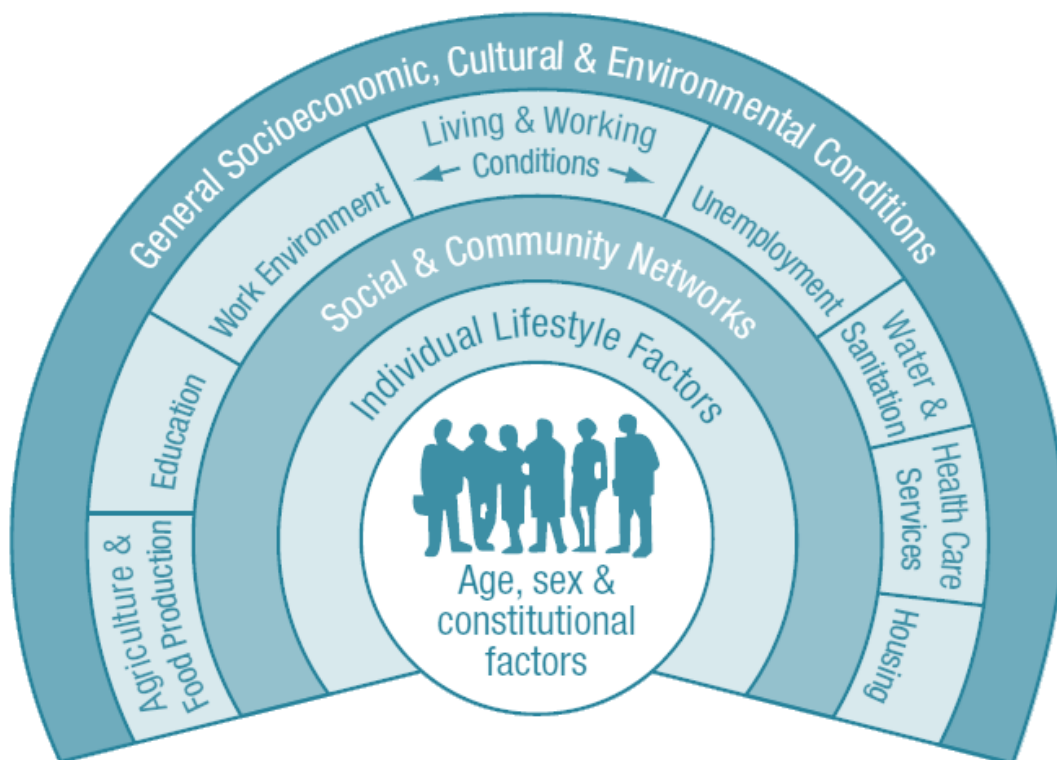 General Socioeconomic, Cultural & Environmental Conditions
Living & Working
Conditions
Agriculture &
Food Production
Education
Work Environment
Unemployment
Water &
Sanitation
Health Care
Services
Housing
Social & Community Networks
Individual Lifestyle Factors
Age, sex &
constitutional
factors